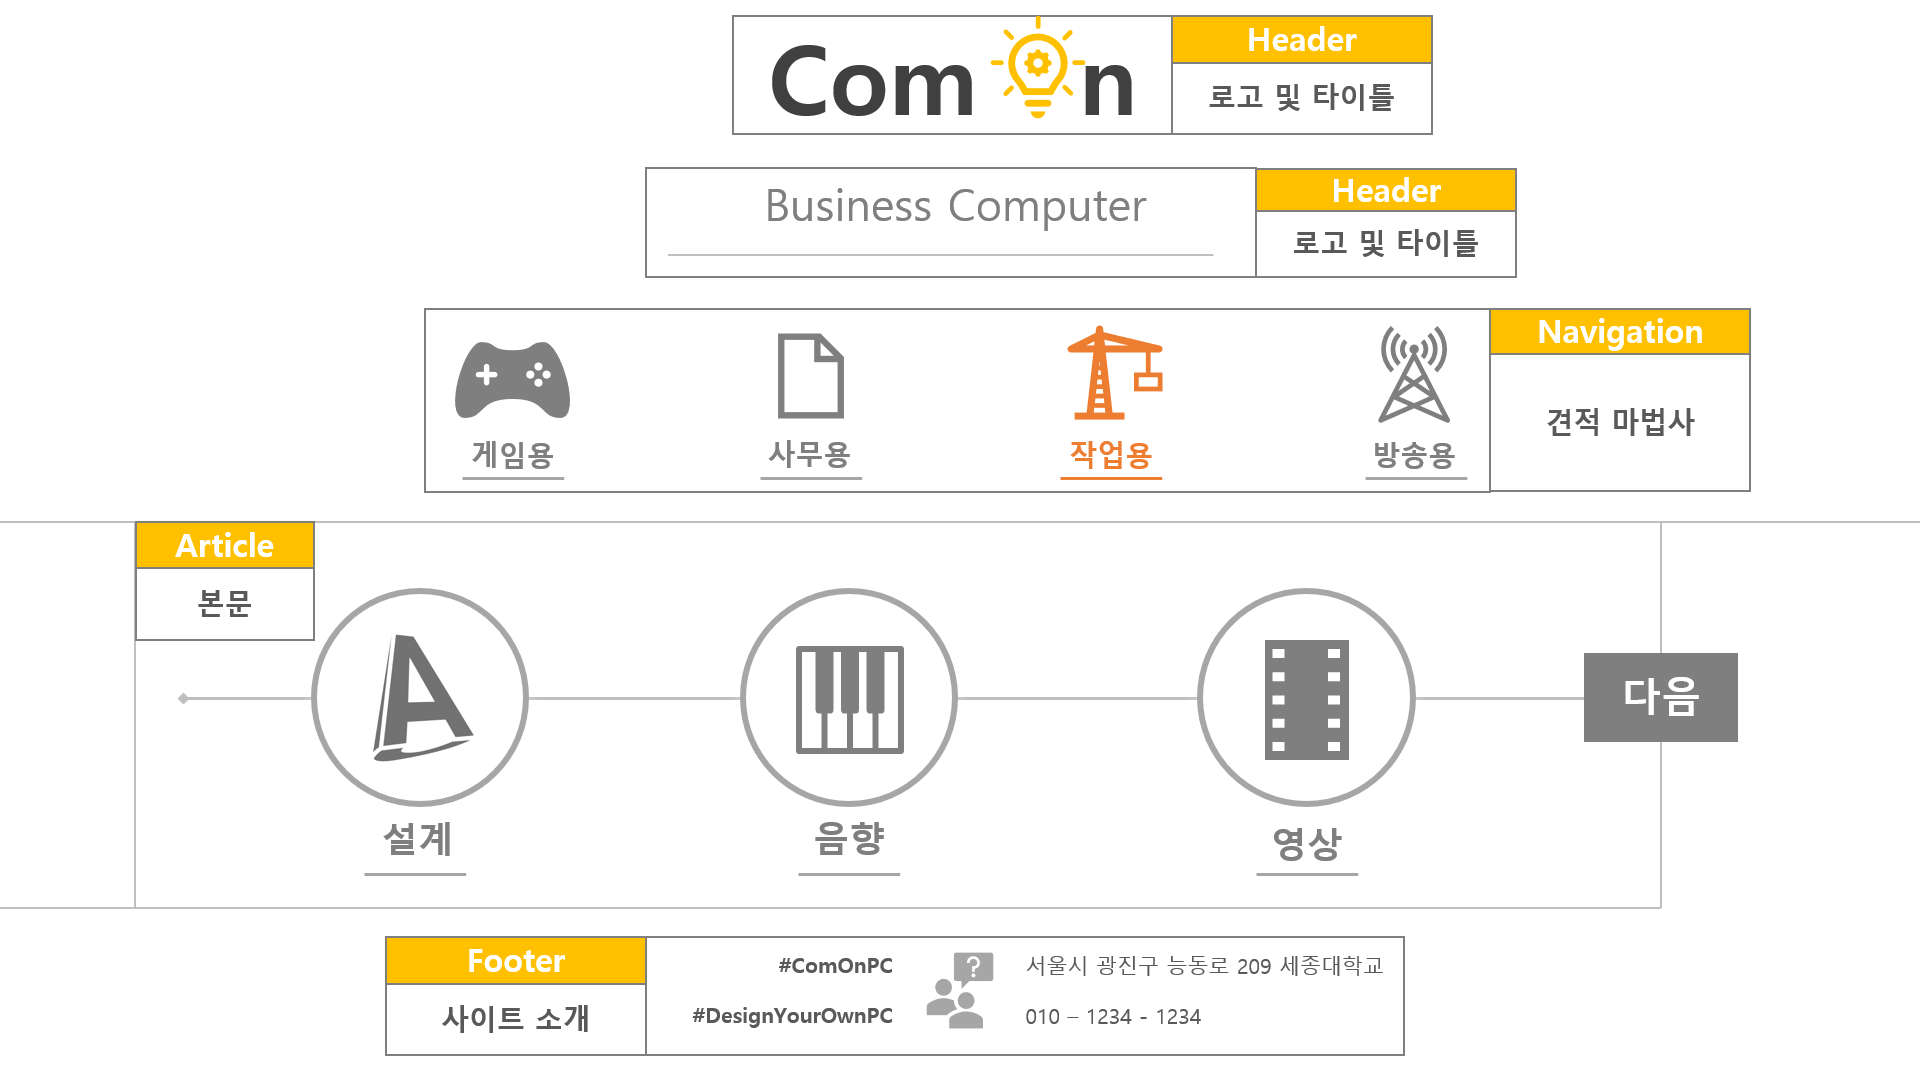 Com n
Header
로고 및 타이틀
Business Computer
Header
로고 및 타이틀
Navigation
견적 마법사
게임용
사무용
작업용
방송용
Article
본문
A
설계
음향
영상
다음
Footer
사이트 소개
#ComOnPC
?
서울시 광진구 능동로 209 세종대학교
#DesignYourOwnPC
010 – 1234 - 1234